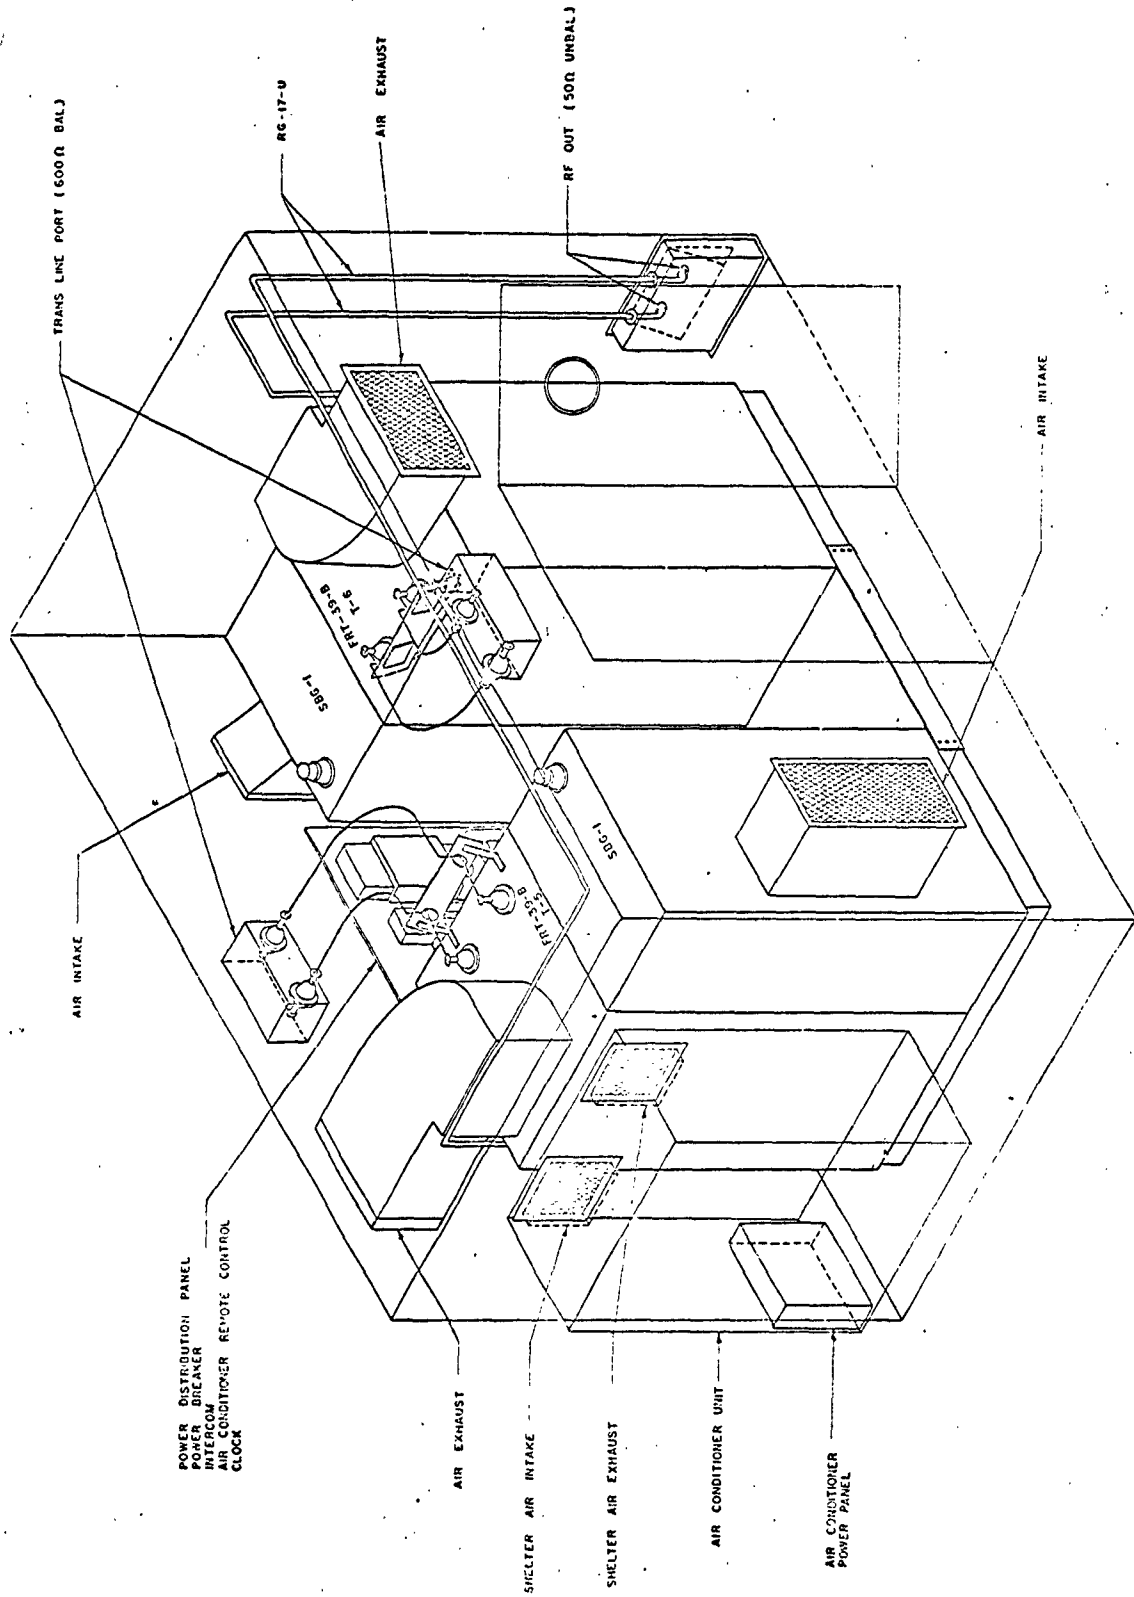 TRANS LINE PORT (600Ω BAL)
RG-17-U
AIR EXHAUST
RF OUT (50Ω UNBAL)
AIR INTAKE
AIR INTAKE
SBG-1
FRT-39-B
T-6
SBG-1
FRT-39-B
T-5
POWER DISTRIBUTION PANEL
POWER BREAKER
INTERCOM
AIR CONDITIONER REMOTE CONTROL
CLOCK
AIR EXHAUST
SHELTER AIR INTAKE
SHELTER AIR EXHAUST
AIR CONDITIONER UNIT
AIR CONDITIONER
POWER PANEL